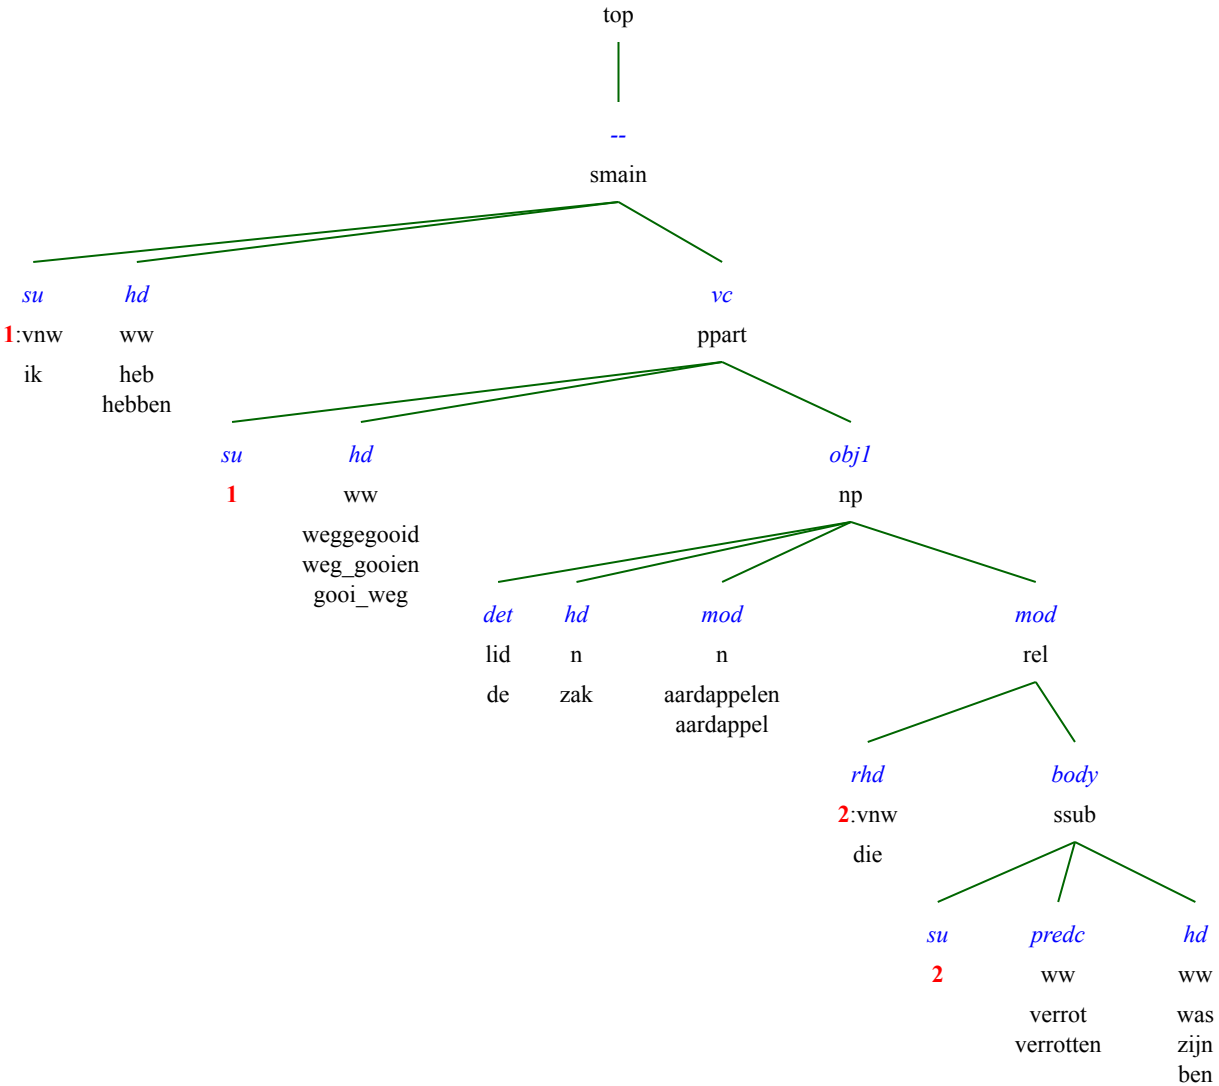 top
--
smain
su hd vc
1:vnw ww ppart
ik heb
hebben
su hd obj1
1 ww np
weggegooid
weg_gooien
gooi_weg
det hd mod mod
lid n n rel
de zak aardappelen
aardappel
rhd body
2:vnw ssub
die
su predc hd
2 ww ww
verrot was
verrotten zijn
ben